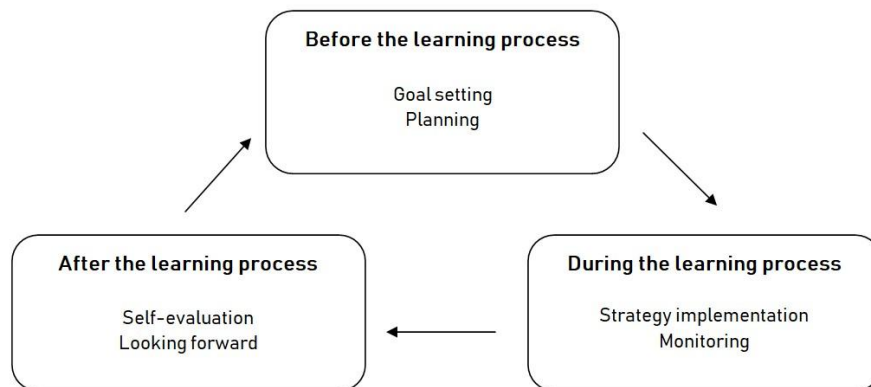 Before the learning process
Goal setting
Planning
After the learning process
Self-evaluation
Looking forward
During the learning process
Strategy implementation
Monitoring